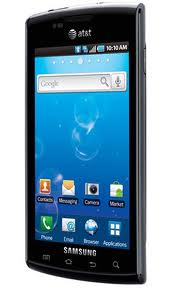 at&t
10:10 AM
Google
Contacts Messaging Camera Market
Phone Email Browser Applications
SAMSUNG